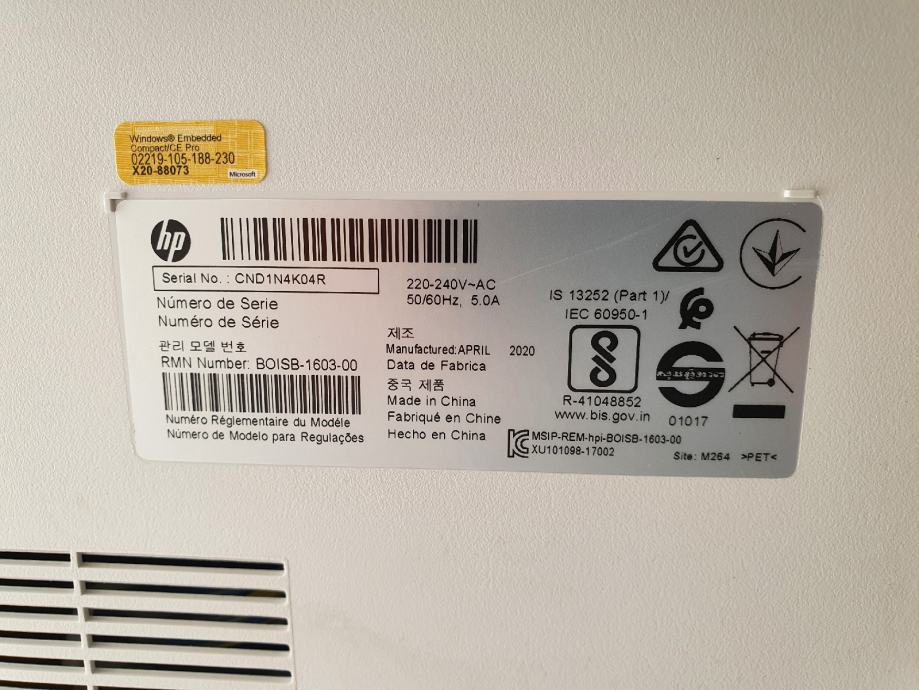 Windows® Embedded
Compact/CE Pro
02219-105-188-230
X20-88073
Microsoft
hp
Serial No. : CND1N4K04R
Número de Serie
Numéro de Série
관리 모델 번호
RMN Number: BOISB-1603-00
Numéro Réglementaire du Modéle
Número de Modelo para Regulações
220-240V~AC
50/60Hz, 5.0A
제조
Manufactured:APRIL 2020
Data de Fabrica
중국 제품
Made in China
Fabriqué en Chine
Hecho en China
IS 13252 (Part 1)/
IEC 60950-1
R-41048852
www.bis.gov.in
01017
MSIP-REM-hpi-BOISB-1603-00
XU101098-17002
Site: M264 >PET<